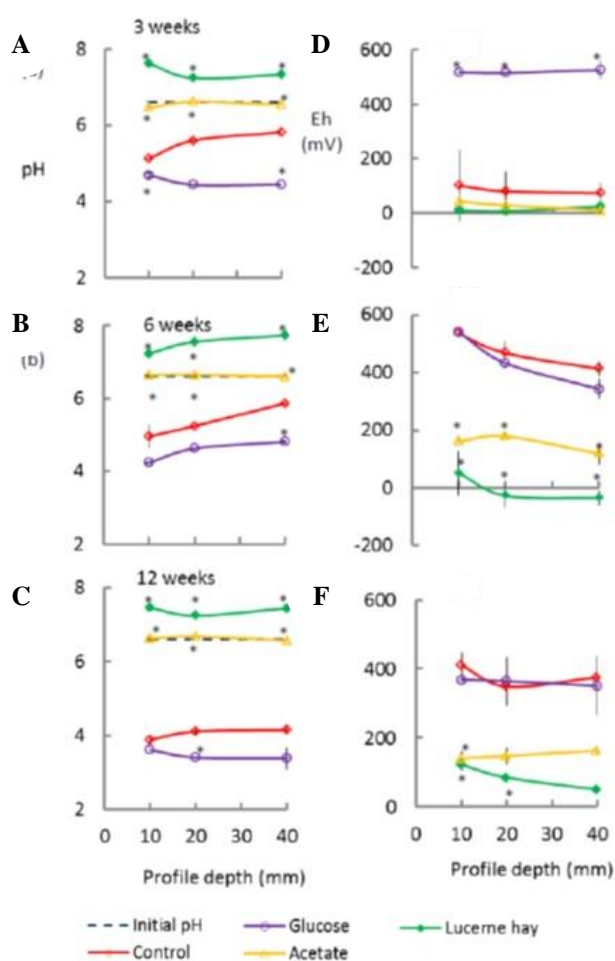 A
3 weeks
8
6
pH
4
2
D
600
Eh
(mV)
400
200
0
-200
B
6 weeks
8
6
4
2
E
600
400
200
0
-200
C
12 weeks
8
6
4
2
0 10 20 30 40
Profile depth (mm)
F
600
400
200
0
0 10 20 30 40
Profile depth (mm)
Initial pH
Glucose
Lucerne hay
Control
Acetate